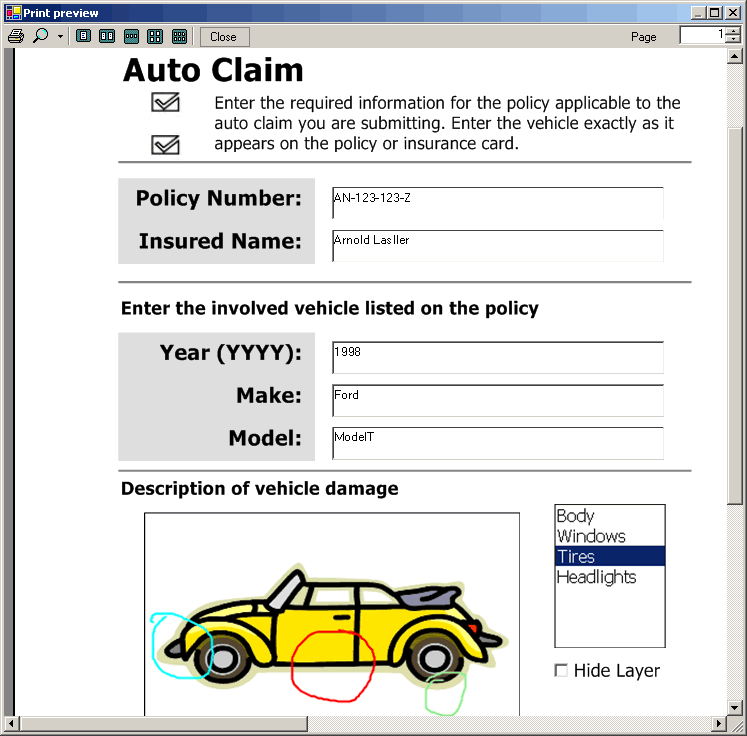 Print preview
Close
Page
1
Auto Claim
Enter the required information for the policy applicable to the
auto claim you are submitting. Enter the vehicle exactly as it
appears on the policy or insurance card.
Policy Number:
AN-123-123-Z
Insured Name:
Arnold Lasller
Enter the involved vehicle listed on the policy
Year (YYYY):
1998
Make:
Ford
Model:
ModelT
Description of vehicle damage
Body
Windows
Tires
Headlights
Hide Layer